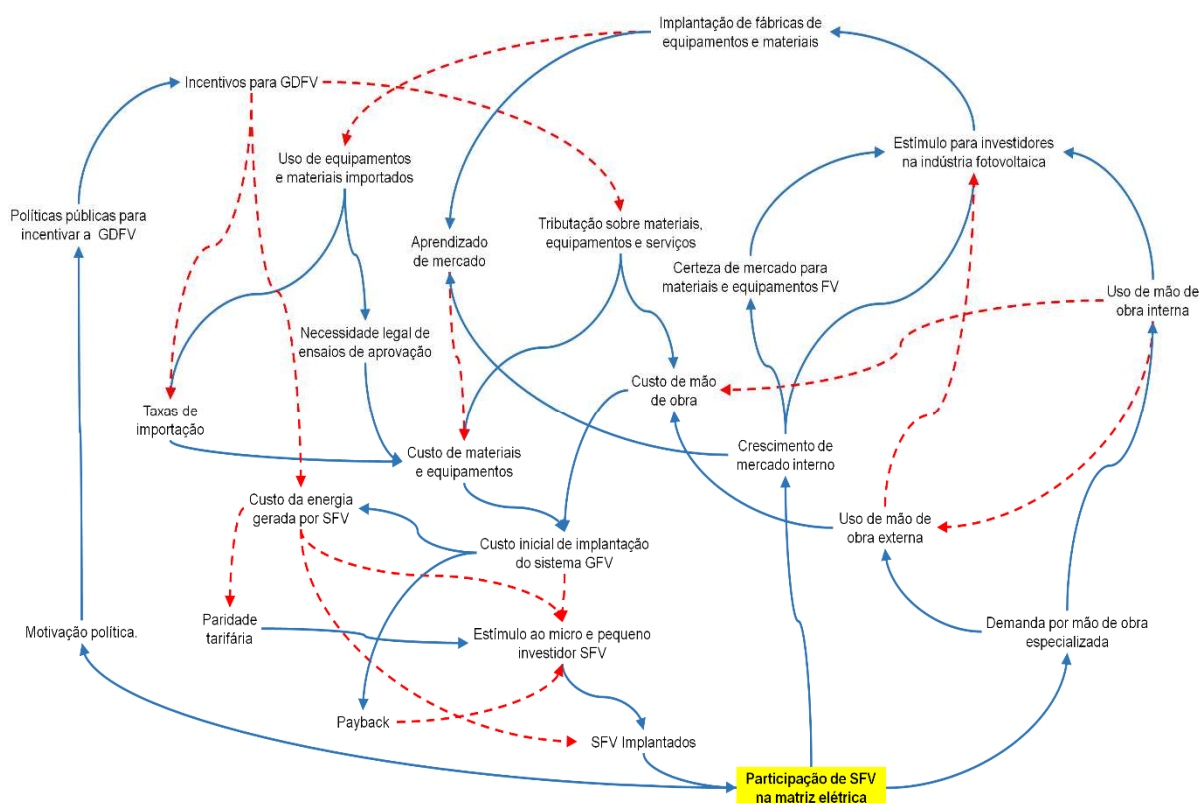 Implantação de fábricas de
equipamentos e materiais
Incentivos para GDFV
Estímulo para investidores
na indústria fotovoltaica
Uso de equipamentos
e materiais importados
Políticas públicas para
incentivar a GDFV
Tributação sobre materiais,
equipamentos e serviços
Aprendizado
de mercado
Certeza de mercado para
materiais e equipamentos FV
Uso de mão de
obra interna
Necessidade legal de
ensaios de aprovação
Custo de mão
de obra
Taxas de
importação
Custo de materiais
e equipamentos
Crescimento de
mercado interno
Custo da energia
gerada por SFV
Uso de mão de
obra externa
Custo inicial de implantação
do sistema GFV
Paridade
tarifária
Motivação política.
Estímulo ao micro e pequeno
investidor SFV
Demanda por mão de obra
especializada
Payback
SFV Implantados
Participação de SFV
na matriz elétrica